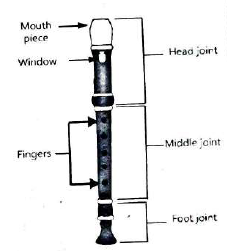 Mouth
piece
Head joint
Window
Middle joint
Fingers
Foot joint